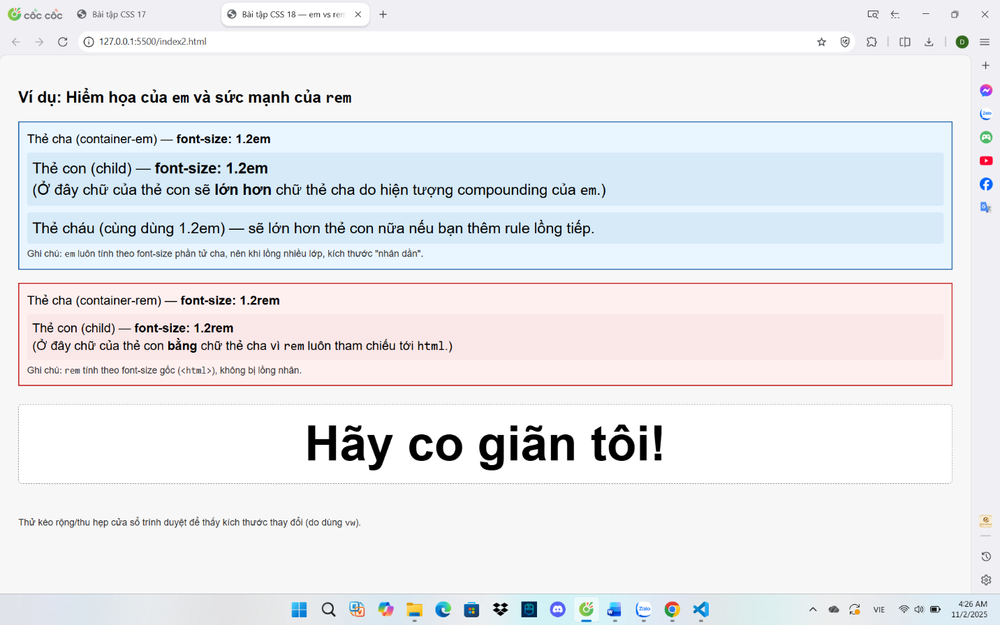 cốc cốc
Bài tập CSS 17
Bài tập CSS 18 — em vs rem
127.0.0.1:5500/index2.html
D
Ví dụ: Hiểm họa của em và sức mạnh của rem
Thẻ cha (container-em) — font-size: 1.2em
Thẻ con (child) — font-size: 1.2em
(Ở đây chữ của thẻ con sẽ lớn hơn chữ thẻ cha do hiện tượng compounding của em.)
Thẻ cháu (cùng dùng 1.2em) — sẽ lớn hơn thẻ con nữa nếu bạn thêm rule lồng tiếp.
Ghi chú: em luôn tính theo font-size phần tử cha, nên khi lồng nhiều lớp, kích thước "nhân dần".
Thẻ cha (container-rem) — font-size: 1.2rem
Thẻ con (child) — font-size: 1.2rem
(Ở đây chữ của thẻ con bằng chữ thẻ cha vì rem luôn tham chiếu tới html.)
Ghi chú: rem tính theo font-size gốc (<html>), không bị lồng nhân.
Hãy co giãn tôi!
Thử kéo rộng/thu hẹp cửa sổ trình duyệt để thấy kích thước thay đổi (do dùng vw).
Zalo
Zalo
VIE
4:26 AM
11/2/2025